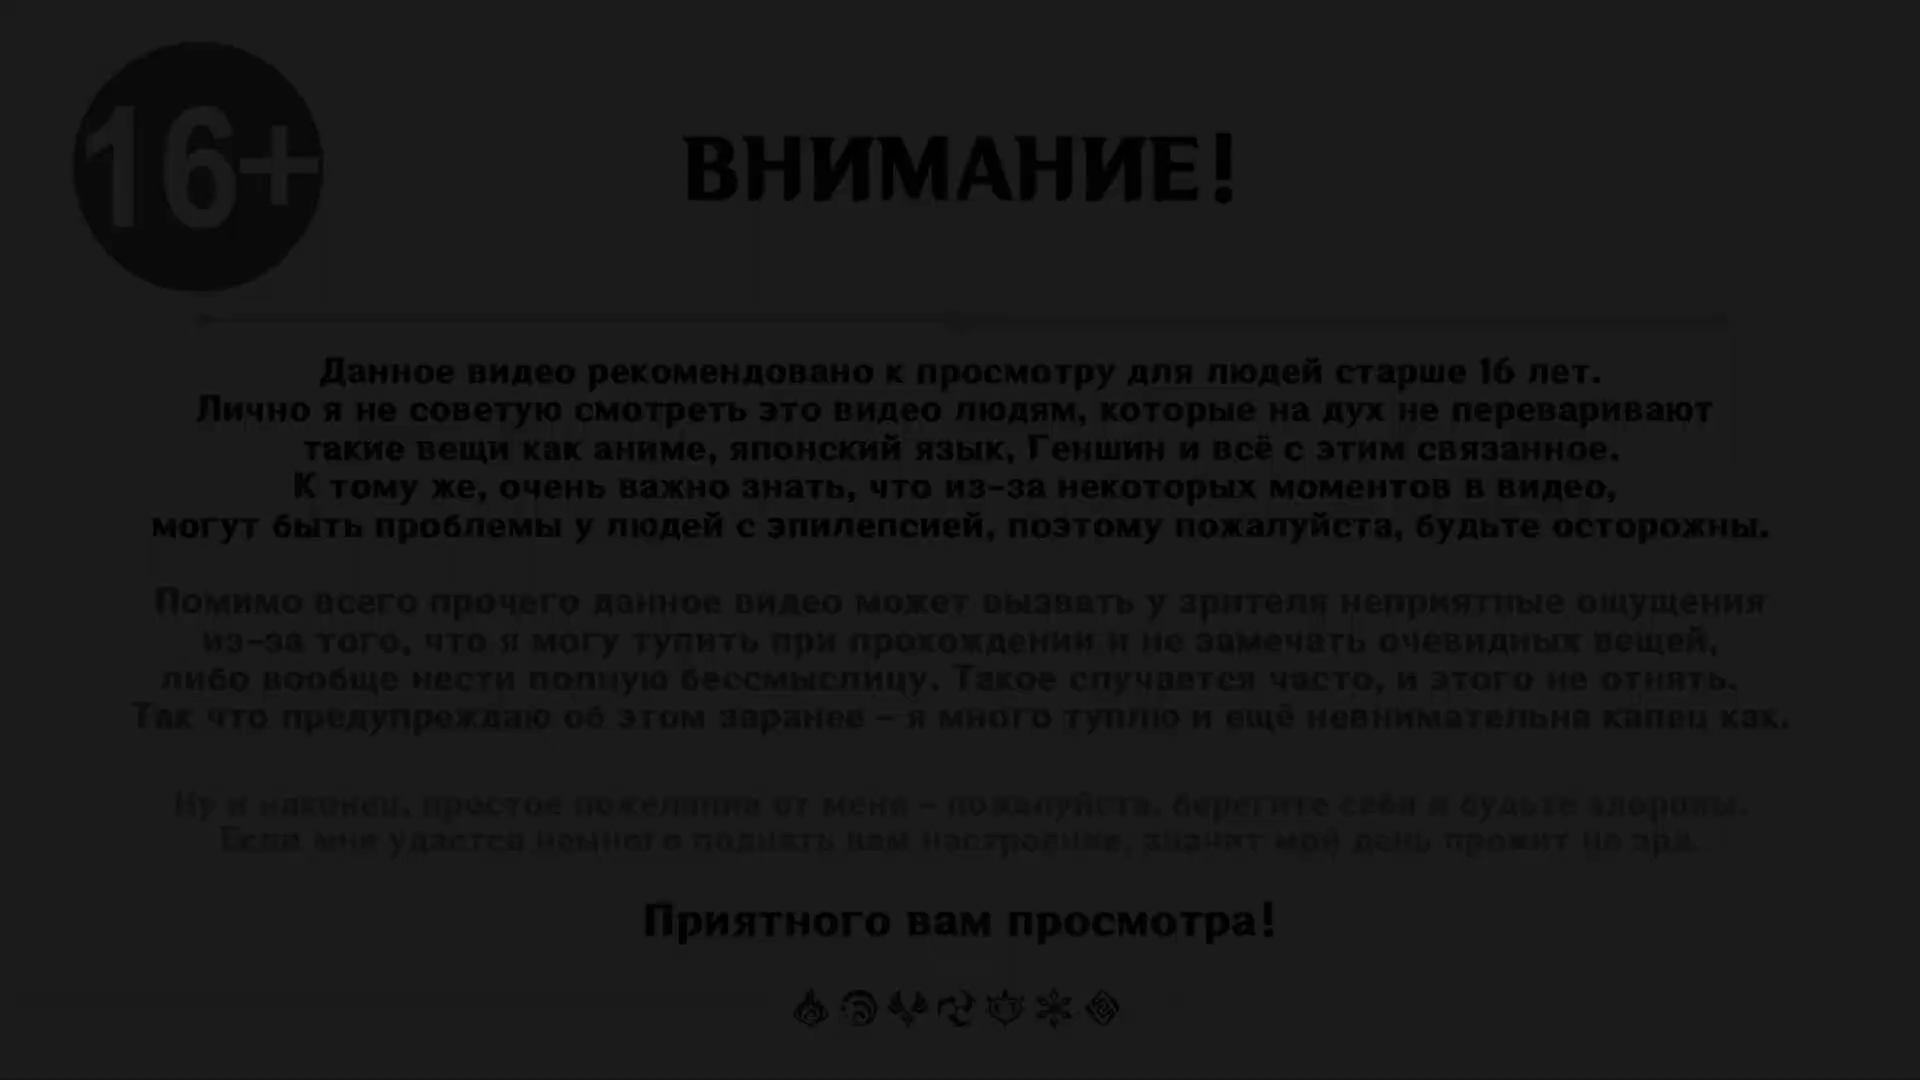 16+
ВНИМАНИЕ!
Данное видео рекомендовано к просмотру для людей старше 16 лет.
Лично я не советую смотреть это видео людям, которые на дух не переваривают
такие вещи как аниме, японский язык, Геншин и всё с этим связанное.
К тому же, очень важно знать, что из-за некоторых моментов в видео,
могут быть проблемы у людей с эпилепсией, поэтому пожалуйста, будьте осторожны.
Помимо всего прочего данное видео может вызвать у зрителя неприятные ощущения
из-за того, что я могу тупить при прохождении и не замечать очевидных вещей,
либо вообще нести полную бессмыслицу. Такое случается часто, и этого не отнять.
Так что предупреждаю об этом заранее – я много туплю и ещё невнимательна капец как.
Ну и наконец, простое пожелание от меня – пожалуйста, берегите себя и будьте здоровы.
Если мне удастся немного поднять вам настроение, значит мой день прожит не зря.
Приятного вам просмотра!